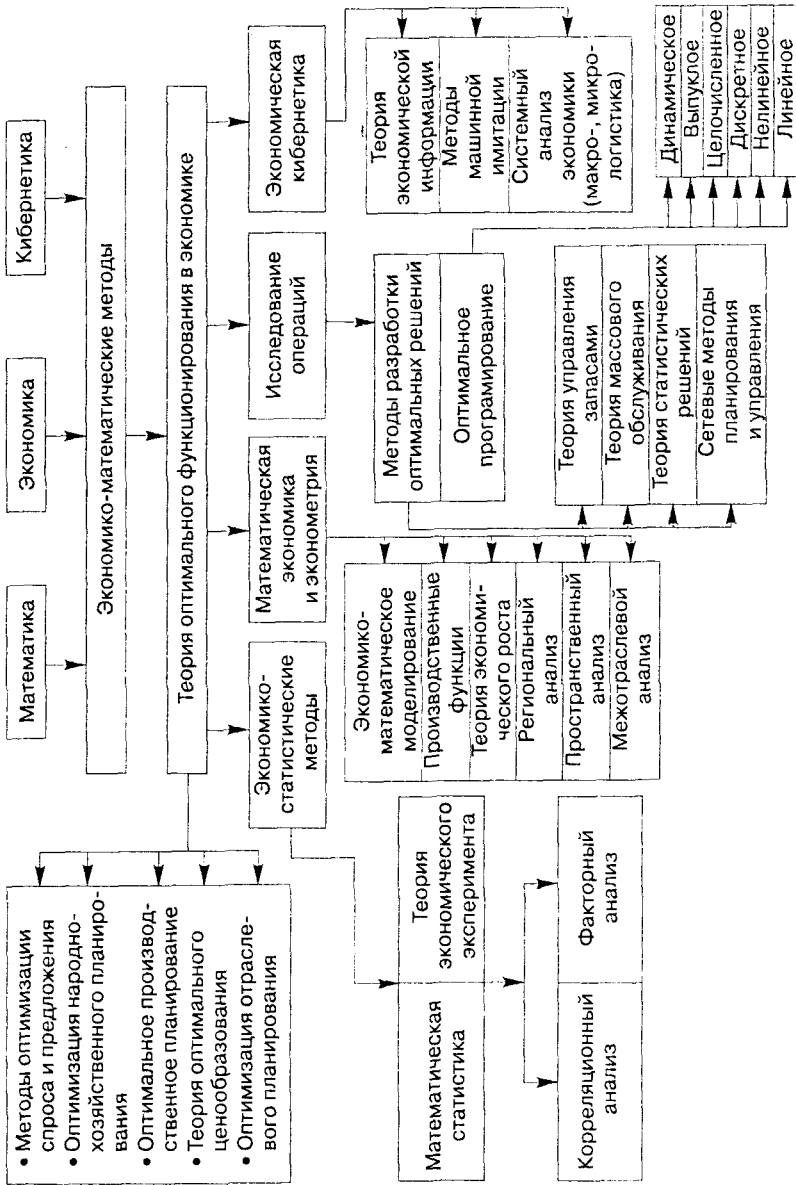 Математика
Экономика
Кибернетика
Экономико-математические методы
Теория оптимального функционирования в экономике
• Методы оптимизации
спроса и предложения
• Оптимизация народно-
хозяйственного планиро-
вания
• Оптимальное производ-
ственное планирование
• Теория оптимального
ценообразования
• Оптимизация отрасле-
вого планирования
Экономико-
статистические
методы
Математическая
экономика
и эконометрия
Исследование
операций
Экономическая
кибернетика
Математическая
статистика
Теория
экономического
эксперимента
Корреляционный
анализ
Факторный
анализ
Экономико-
математическое
моделирование
Производственные
функции
Теория экономи-
ческого роста
Региональный
анализ
Пространственный
анализ
Межотраслевой
анализ
Методы разработки
оптимальных решений
Оптимальное
програмирование
Теория
экономической
информации
Методы
машинной
имитации
Системный
анализ
экономики
(макро-, микро-
логистика)
Теория управления
запасами
Теория массового
обслуживания
Теория статистических
решений
Сетевые методы
планирования
и управления
Динамическое
Выпуклое
Целочисленное
Дискретное
Нелинейное
Линейное